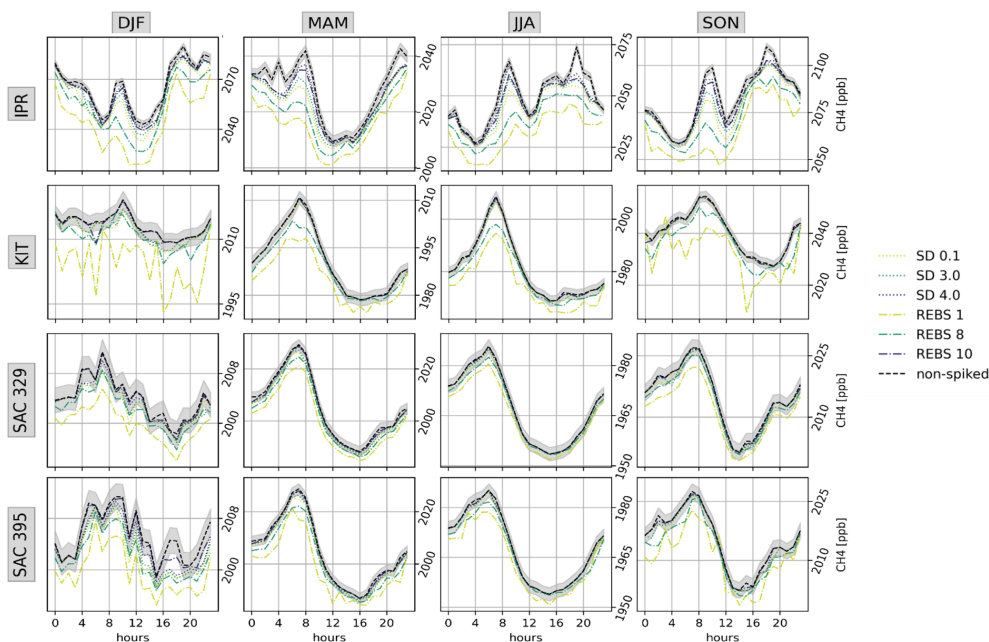 DJF MAM JJA SON
IPR
2070
2040
2040
2020
2000
2075
2050
2025
2100
2075
2050
CH4 [ppb]
KIT
2010
1995
2010
1995
1980
2000
1980
2040
2020
CH4 [ppb]
SAC 329
2008
2000
2020
2000
1980
1965
1950
2025
2010
CH4 [ppb]
SAC 395
2008
2000
2020
2000
1980
1965
1950
2025
2010
CH4 [ppb]
0 4 8 12 16 20 0 4 8 12 16 20 0 4 8 12 16 20 0 4 8 12 16 20
hours hours hours hours
SD 0.1
SD 3.0
SD 4.0
REBS 1
REBS 8
REBS 10
non-spiked